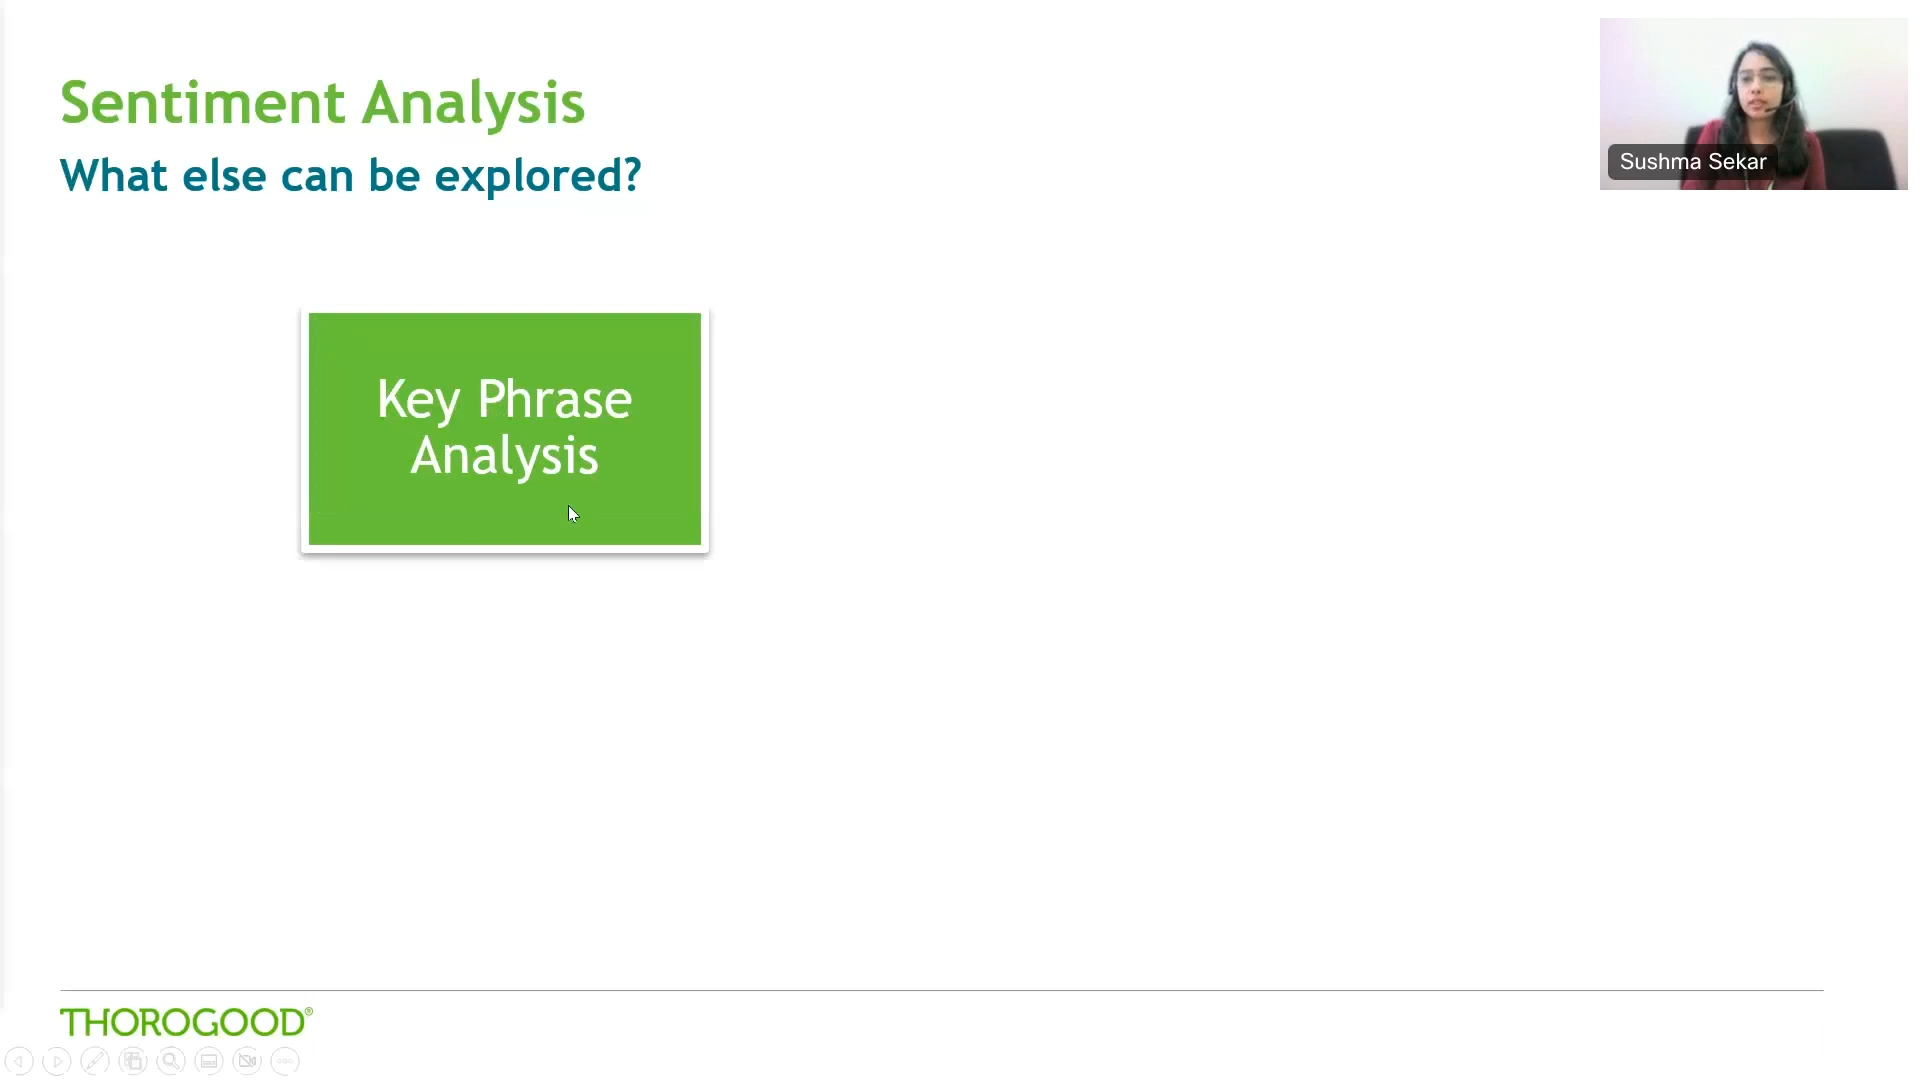 Sentiment Analysis
What else can be explored?
Sushma Sekar
Key Phrase
Analysis
THOROGOOD®